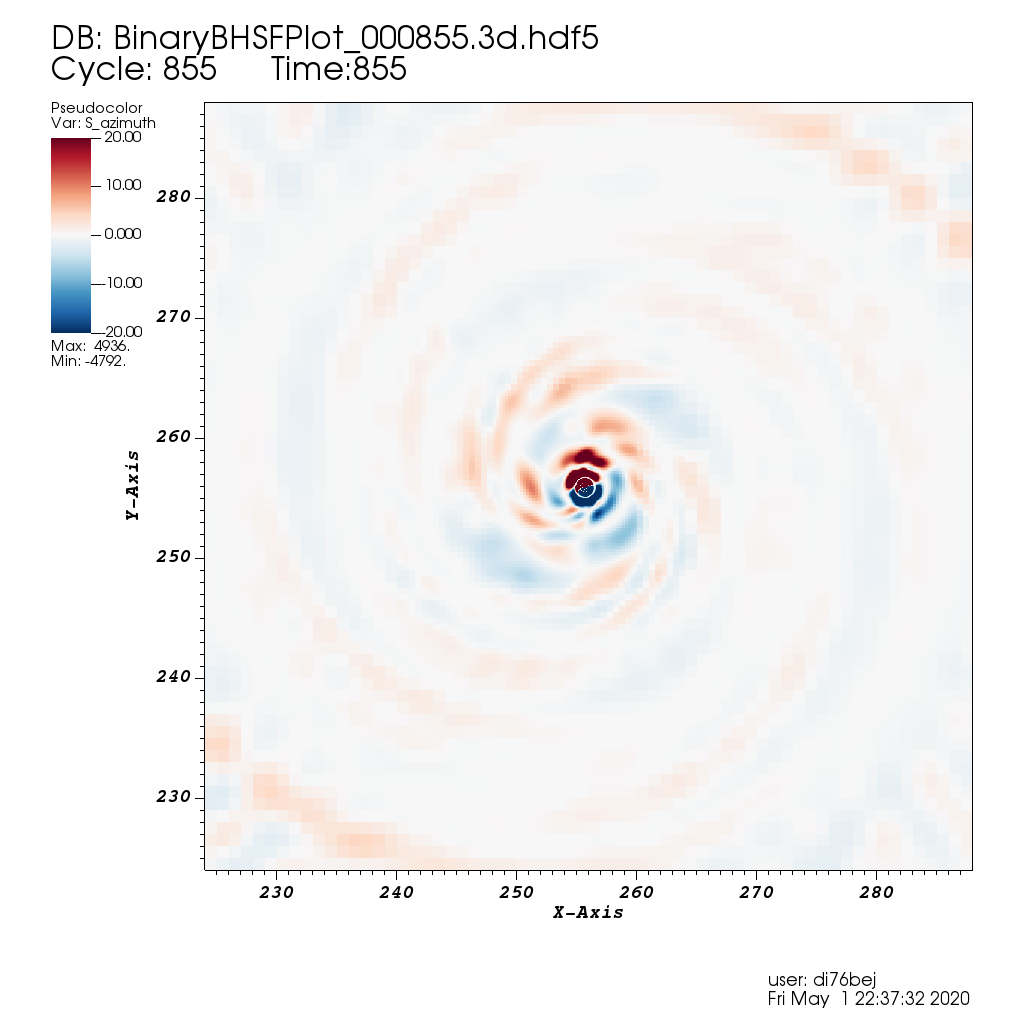 DB: BinaryBHSFPlot_000855.3d.hdf5
Cycle: 855 Time:855
Pseudocolor
Var: S_azimuth
20.00
10.00
0.000
-10.00
-20.00
Max: 4936.
Min: -4792.
280
270
260
250
240
230
Y-Axis
230 240 250 260 270 280
X-Axis
user: di76bej
Fri May 1 22:37:32 2020